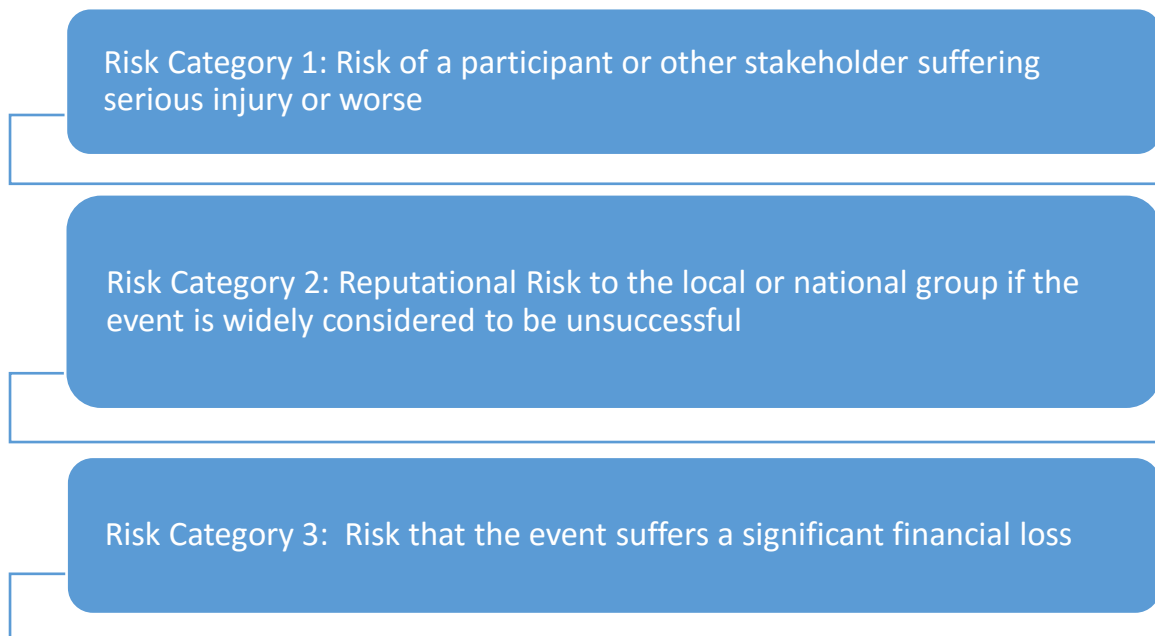 Risk Category 1: Risk of a participant or other stakeholder suffering
serious injury or worse
Risk Category 2: Reputational Risk to the local or national group if the
event is widely considered to be unsuccessful
Risk Category 3:  Risk that the event suffers a significant financial loss